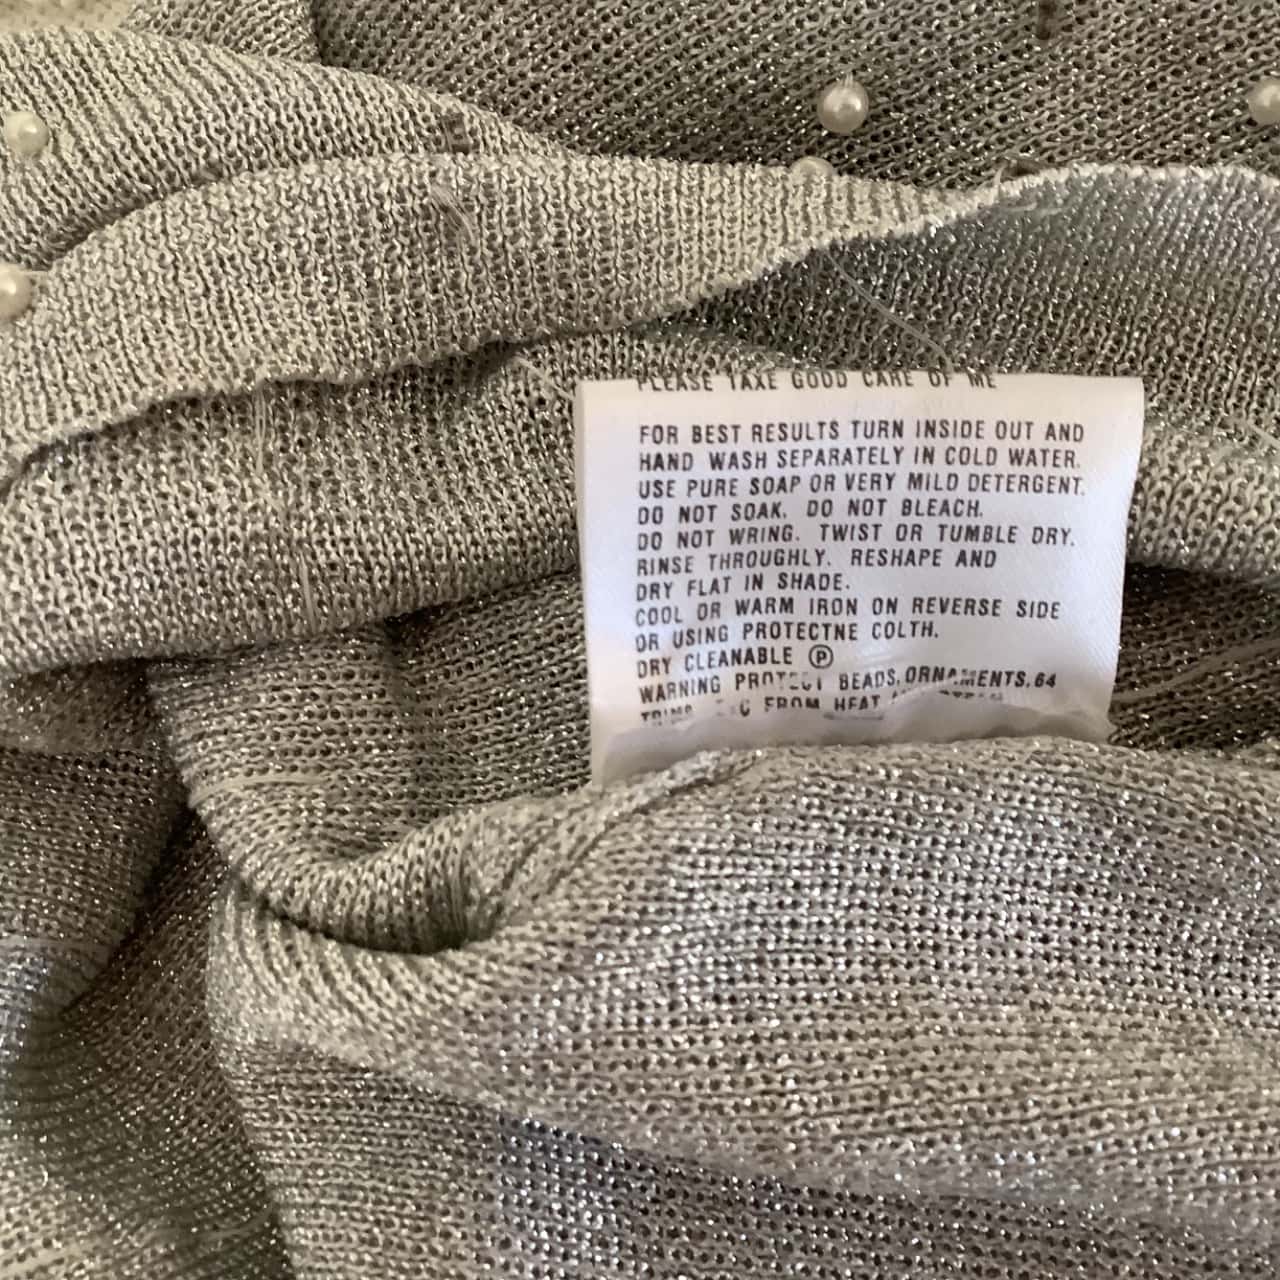 PLEASE TAXE GOOD CARE OF ME
FOR BEST RESULTS TURN INSIDE OUT AND
HAND WASH SEPARATELY IN COLD WATER.
USE PURE SOAP OR VERY MILD DETERGENT.
DO NOT SOAK. DO NOT BLEACH.
DO NOT WRING. TWIST OR TUMBLE DRY.
RINSE THROUGHLY. RESHAPE AND
DRY FLAT IN SHADE.
COOL OR WARM IRON ON REVERSE SIDE
OR USING PROTECTNE COLTH.
DRY CLEANABLE Ⓟ
WARNING PROTECT BEADS,ORNAMENTS,64
FROM HEAT